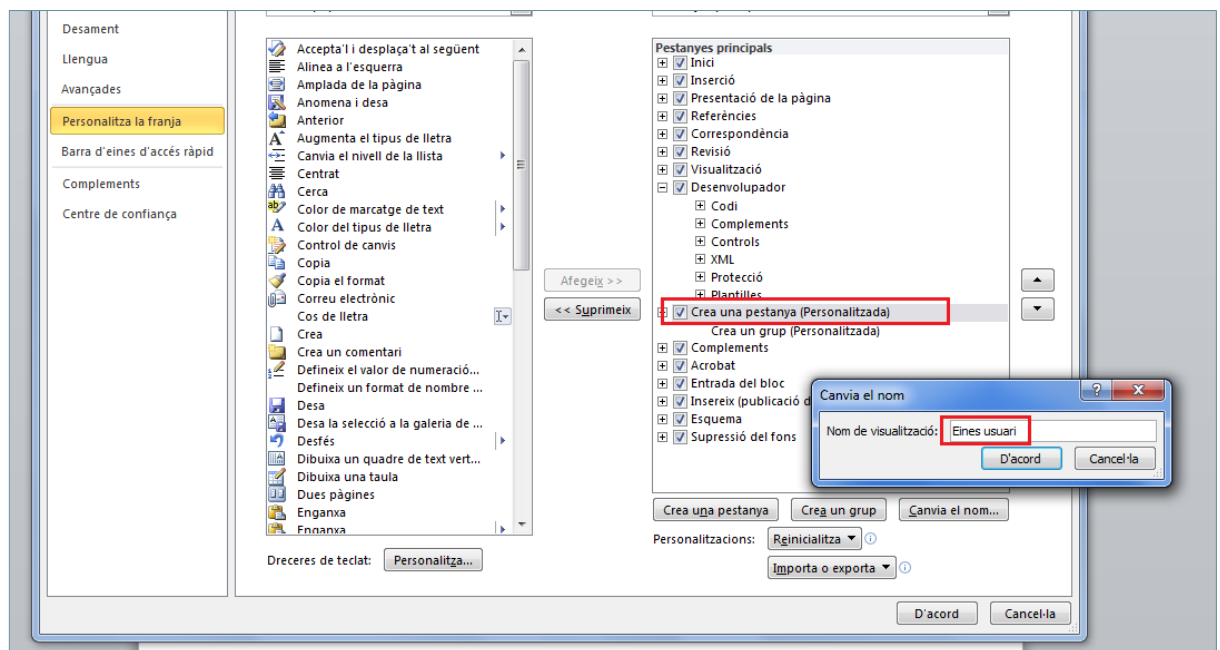 Desament
Llengua
Avançades
Personalitza la franja
Barra d'eines d'accés ràpid
Complements
Centre de confiança
Accepta'l i desplaça't al següent
Alinea a l'esquerra
Amplada de la pàgina
Anomena i desa
Anterior
Augmenta el tipus de lletra
Canvia el nivell de la llista
Centrat
Cerca
Color de marcatge de text
Color del tipus de lletra
Control de canvis
Copia
Copia el format
Correu electrònic
Cos de lletra
Crea
Crea un comentari
Defineix el valor de numeració...
Defineix un format de nombre ...
Desa
Desa la selecció a la galeria de ...
Desfés
Dibuixa un quadre de text vert...
Dibuixa una taula
Dues pàgines
Enganxa
Enganxa
Dreceres de teclat: Personalitza...
Afegeix >>
<< Suprimeix
Pestanyes principals
Inici
Inserció
Presentació de la pàgina
Referències
Correspondència
Revisió
Visualització
Desenvolupador
Codi
Complements
Controls
XML
Protecció
Plantilles
Crea una pestanya (Personalitzada)
Crea un grup (Personalitzada)
Complements
Acrobat
Entrada del bloc
Insereix (publicació d
Esquema
Supressió del fons
Canvia el nom
Nom de visualització: Eines usuari
D'acord Cancel·la
Crea una pestanya Crea un grup Canvia el nom...
Personalitzacions: Reinicialitza
Importa o exporta
D'acord Cancel·la